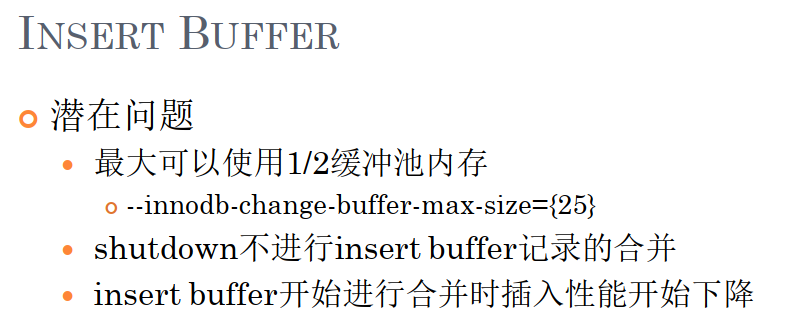 INSERT BUFFER
潜在问题
最大可以使用1/2缓冲池内存
--innodb-change-buffer-max-size={25}
shutdown不进行insert buffer记录的合并
insert buffer开始进行合并时插入性能开始下降